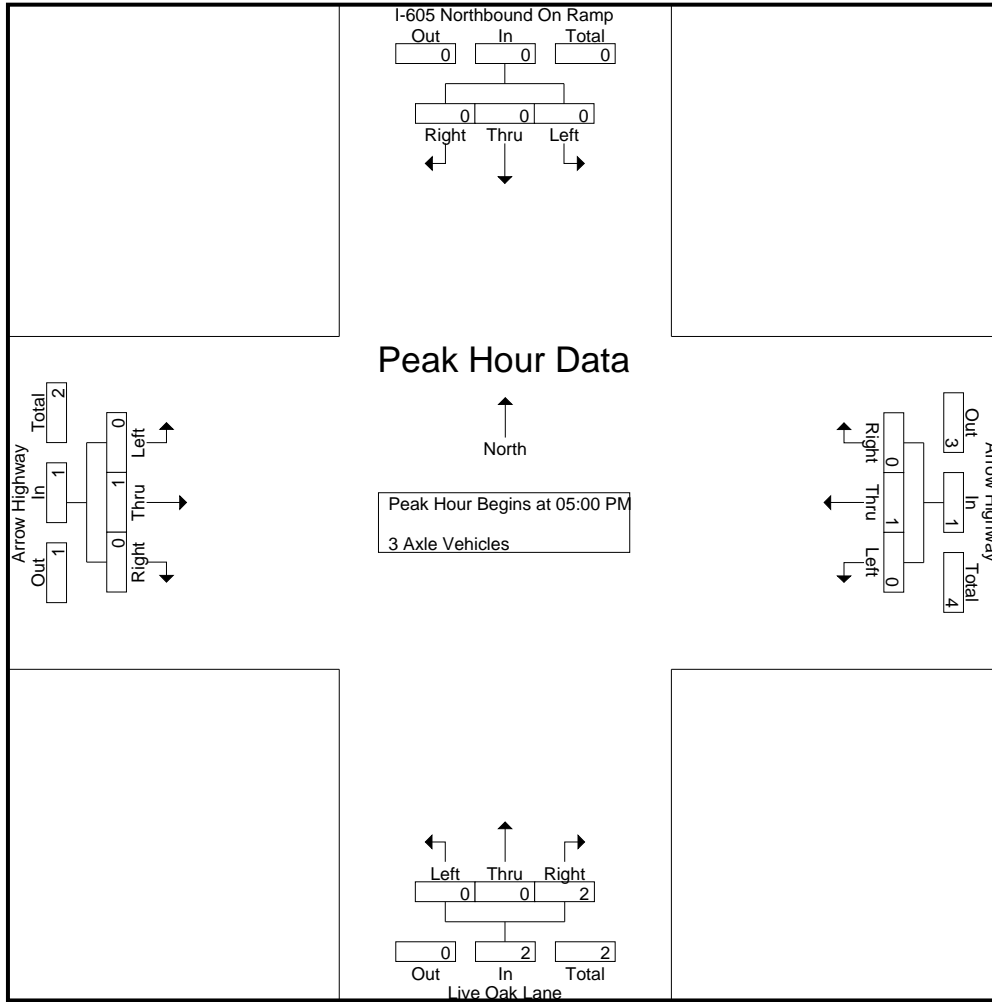 I-605 Northbound On Ramp
Out In Total
0 0 0
0 0 0
Right Thru Left
Peak Hour Data
North
Peak Hour Begins at 05:00 PM
3 Axle Vehicles
Arrow Highway
Total In Out
2 1 1
0 1 0
Left Thru Right
Arrow Highway
Out In Total
3 1 4
0 1 0
Right Thru Left
Left Thru Right
0 0 2
0 2 2
Out In Total
Live Oak Lane